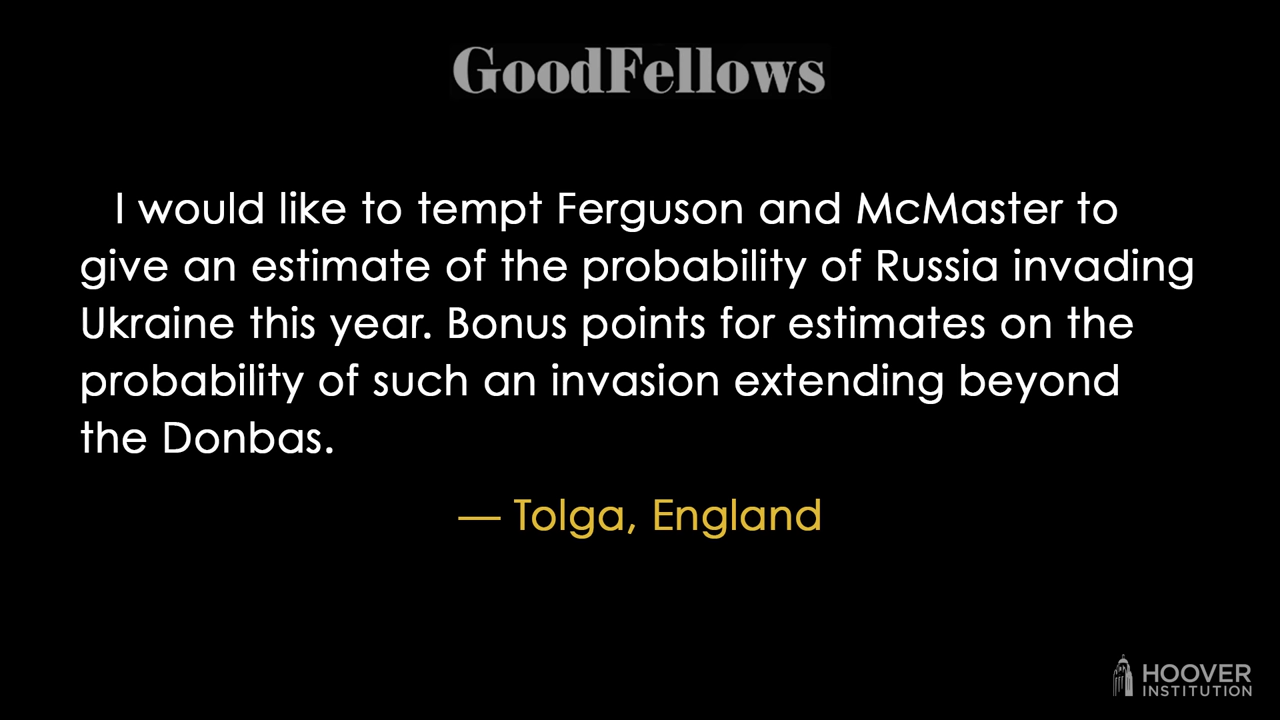 GoodFellows
I would like to tempt Ferguson and McMaster to
give an estimate of the probability of Russia invading
Ukraine this year. Bonus points for estimates on the
probability of such an invasion extending beyond
the Donbas.
— Tolga, England
HOOVER
INSTITUTION